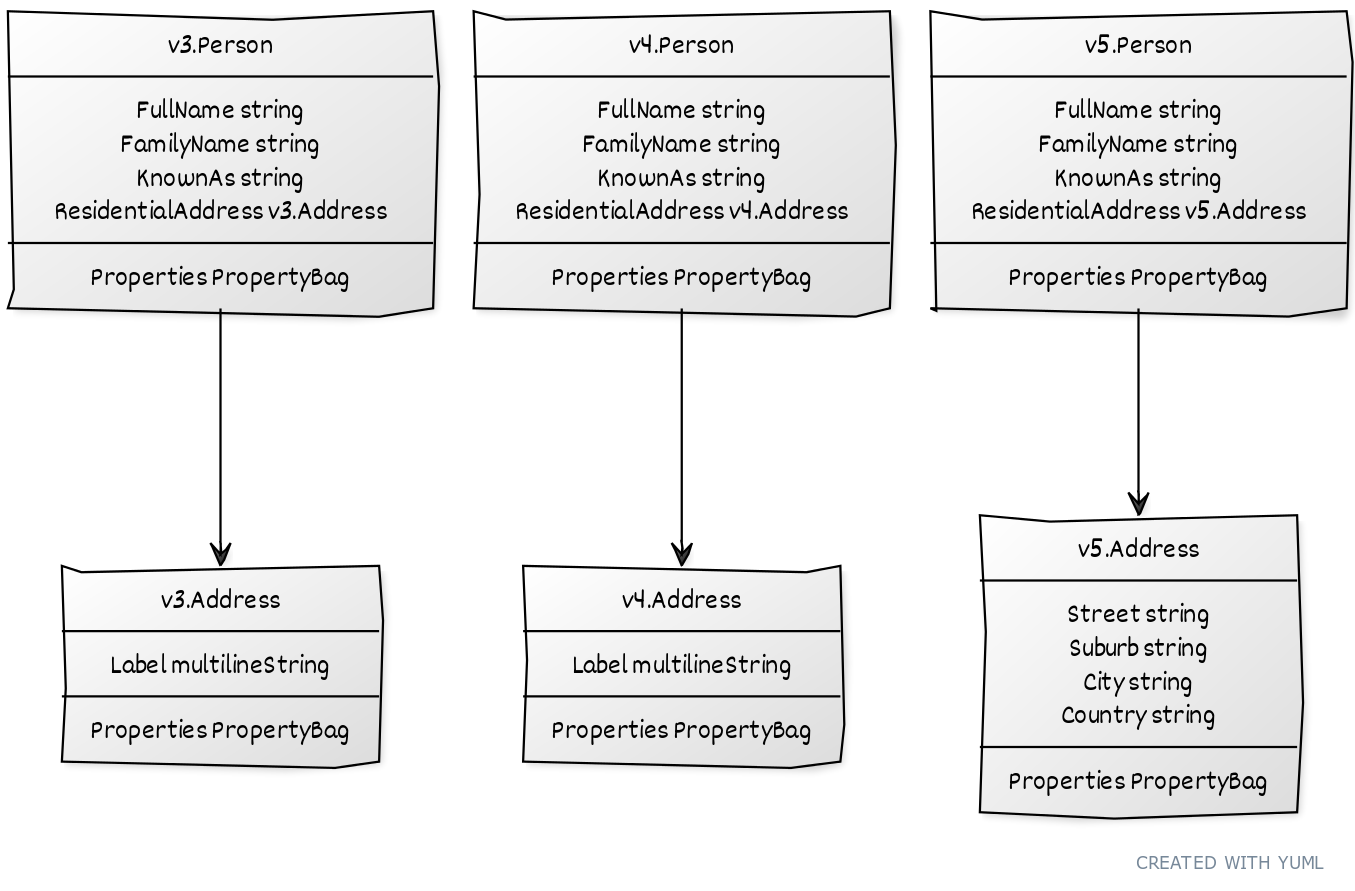 v3.Person
FullName string
FamilyName string
KnownAs string
ResidentialAddress v3.Address
Properties PropertyBag
v4.Person
FullName string
FamilyName string
KnownAs string
ResidentialAddress v4.Address
Properties PropertyBag
v5.Person
FullName string
FamilyName string
KnownAs string
ResidentialAddress v5.Address
Properties PropertyBag
v3.Address
Label multilineString
Properties PropertyBag
v4.Address
Label multilineString
Properties PropertyBag
v5.Address
Street string
Suburb string
City string
Country string
Properties PropertyBag
CREATED WITH YUML